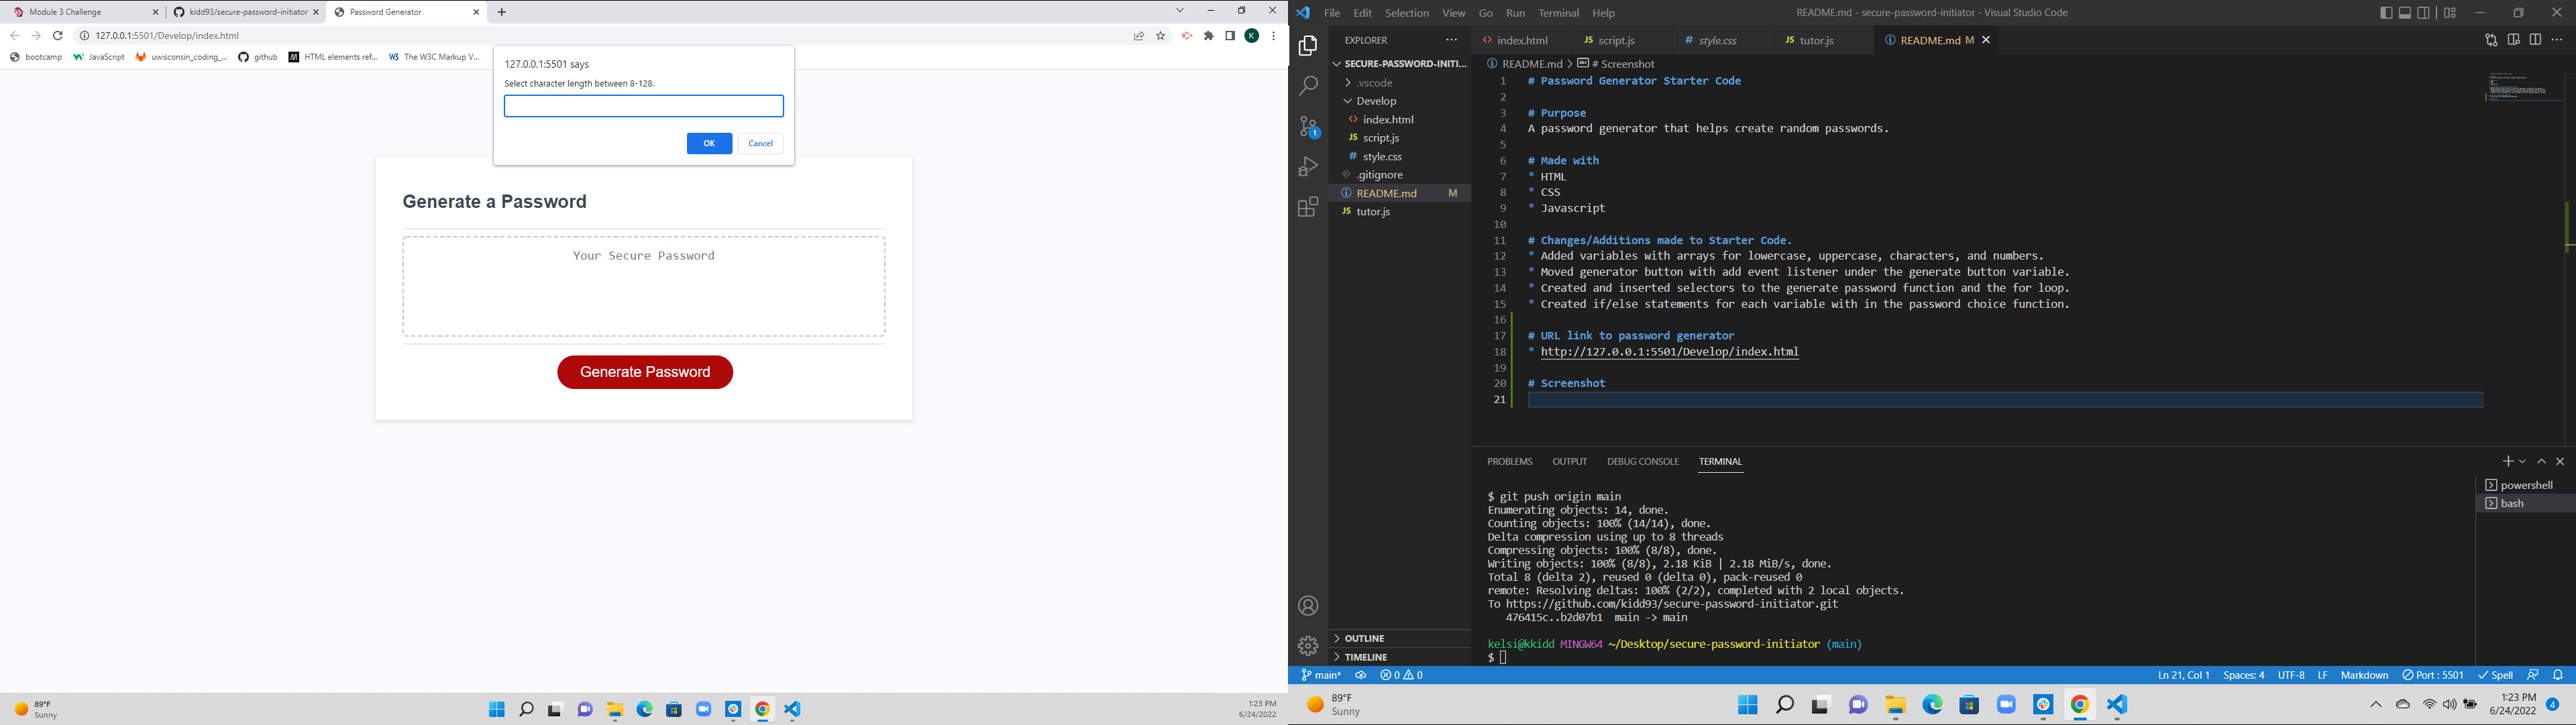 Module 3 Challenge
kidd93/secure-password-initiator
Password Generator
127.0.0.1:5501/Develop/index.html
K
bootcamp
JavaScript
uwisconsin_coding_...
github
HTML elements ref...
The W3C Markup V...
127.0.0.1:5501 says
Select character length between 8-128.
OK
Cancel
Generate a Password
Your Secure Password
Generate Password
89°F
Sunny
1:23 PM
6/24/2022
File Edit Selection View Go Run Terminal Help
README.md - secure-password-initiator - Visual Studio Code
EXPLORER
SECURE-PASSWORD-INITI...
.vscode
Develop
index.html
JS script.js
# style.css
.gitignore
README.md M
JS tutor.js
OUTLINE
TIMELINE
1
index.html
JS script.js
# style.css
JS tutor.js
README.md M
README.md > # Screenshot
1 # Password Generator Starter Code
2
3 # Purpose
4 A password generator that helps create random passwords.
5
6 # Made with
7 * HTML
8 * CSS
9 * Javascript
10
11 # Changes/Additions made to Starter Code.
12 * Added variables with arrays for lowercase, uppercase, characters, and numbers.
13 * Moved generator button with add event listener under the generate button variable.
14 * Created and inserted selectors to the generate password function and the for loop.
15 * Created if/else statements for each variable with in the password choice function.
16
17 # URL link to password generator
18 * http://127.0.0.1:5501/Develop/index.html
19
20 # Screenshot
21
PROBLEMS OUTPUT DEBUG CONSOLE TERMINAL
$ git push origin main
Enumerating objects: 14, done.
Counting objects: 100% (14/14), done.
Delta compression using up to 8 threads
Compressing objects: 100% (8/8), done.
Writing objects: 100% (8/8), 2.18 KiB | 2.18 MiB/s, done.
Total 8 (delta 2), reused 0 (delta 0), pack-reused 0
remote: Resolving deltas: 100% (2/2), completed with 2 local objects.
To https://github.com/kidd93/secure-password-initiator.git
476415c..b2d07b1 main -> main
kelsi@kkidd MINGW64 ~/Desktop/secure-password-initiator (main)
$
powershell
bash
main*
0 0
Ln 21, Col 1
Spaces: 4
UTF-8
LF
Markdown
Port : 5501
Spell
89°F
Sunny
1:23 PM
6/24/2022
4